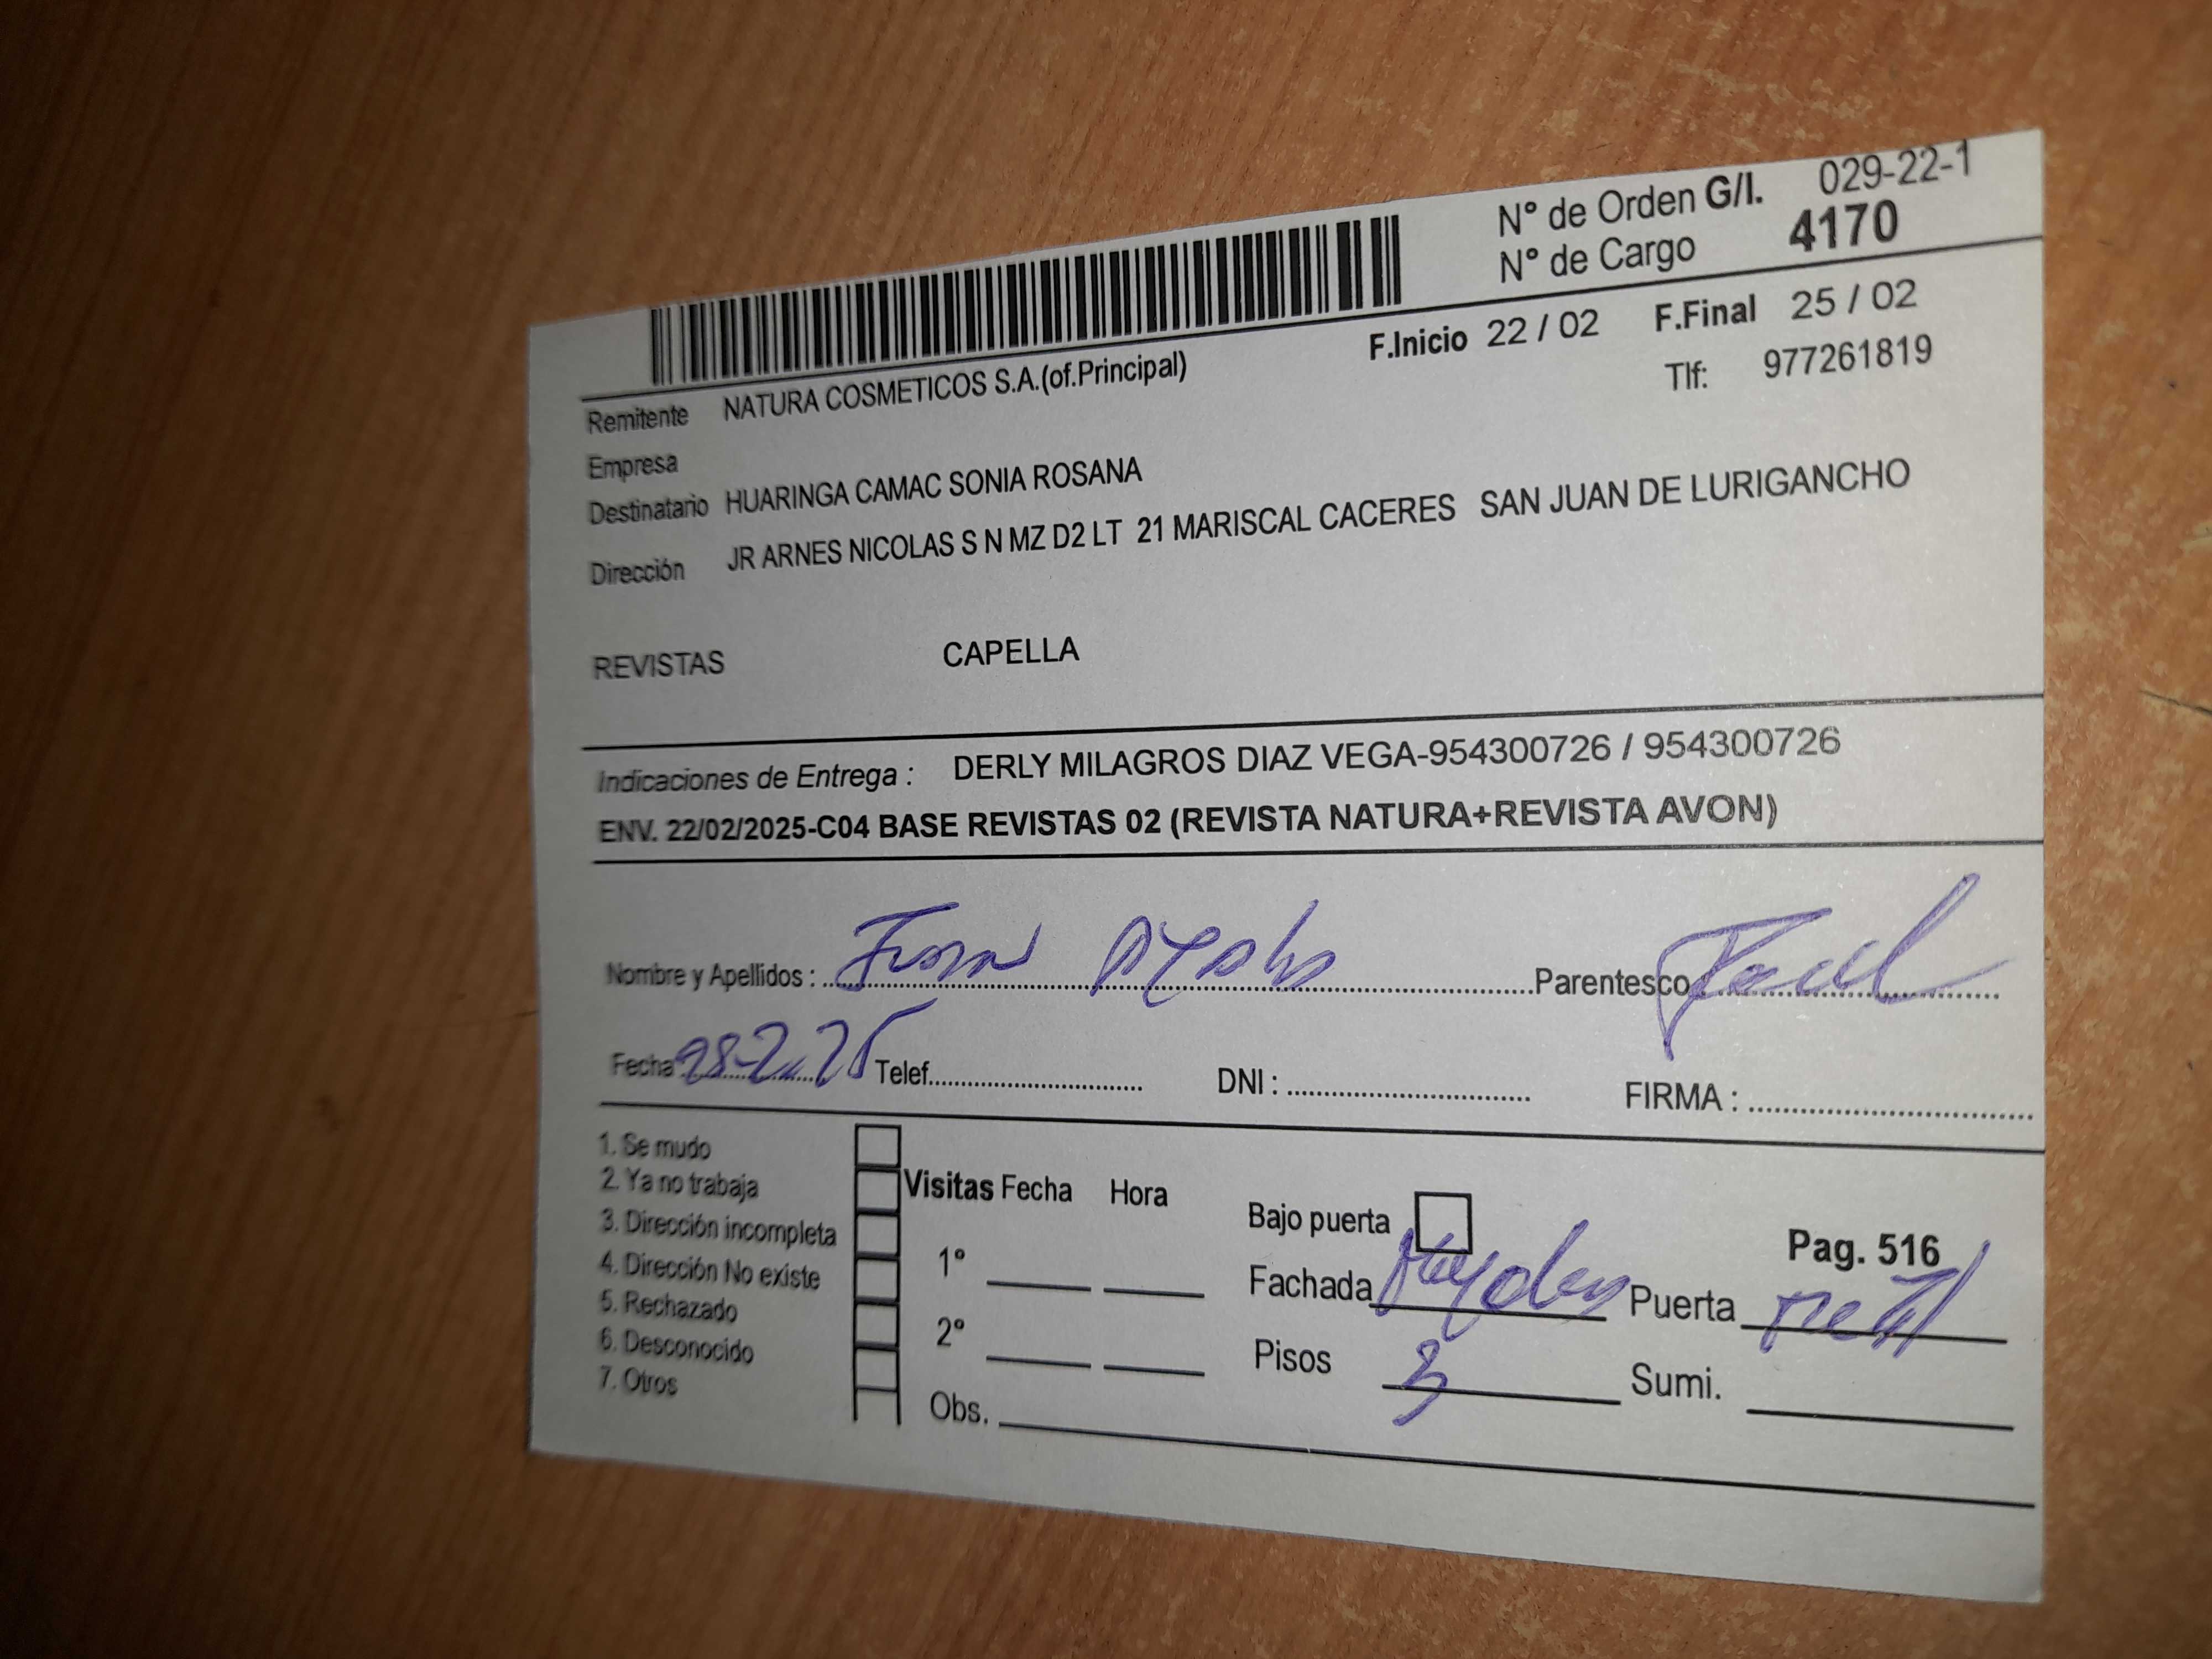 N° de Orden G/I. 029-22-1
N° de Cargo 4170
F.Inicio 22 / 02 F.Final 25 / 02
Remitente NATURA COSMETICOS S.A.(of.Principal) Tlf: 977261819
Empresa
Destinatario HUARINGA CAMAC SONIA ROSANA
Dirección JR ARNES NICOLAS S N MZ D2 LT 21 MARISCAL CACERES SAN JUAN DE LURIGANCHO
REVISTAS CAPELLA
Indicaciones de Entrega : DERLY MILAGROS DIAZ VEGA-954300726 / 954300726
ENV. 22/02/2025-C04 BASE REVISTAS 02 (REVISTA NATURA+REVISTA AVON)
Nombre y Apellidos : Parentesco :
Fecha Telef. DNI : FIRMA :
1. Se mudo
2. Ya no trabaja
3. Dirección incompleta
4. Dirección No existe
5. Rechazado
6. Desconocido
7. Otros
Visitas Fecha Hora
1°
2°
Obs.
Bajo puerta
Pag. 516
Fachada Puerta
Pisos 3 Sumi.